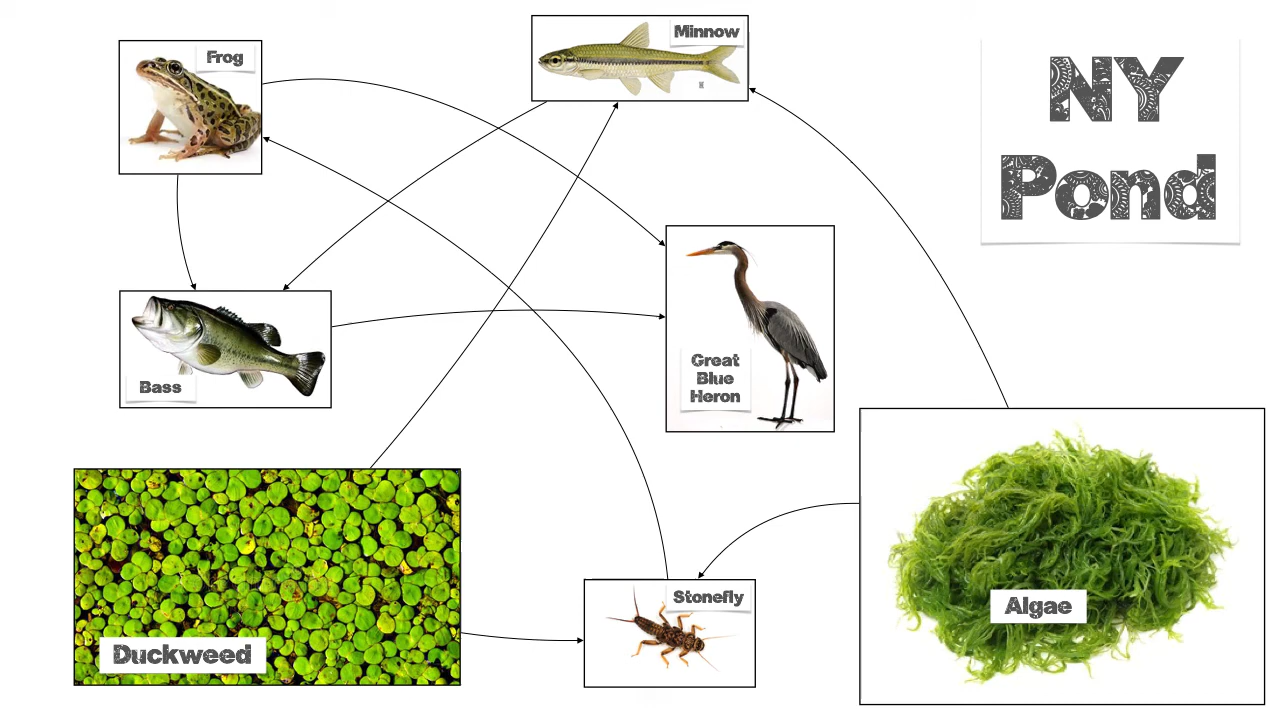 Frog
Minnow
NY
Pond
Great
Blue
Heron
Bass
Stonefly
Algae
Duckweed